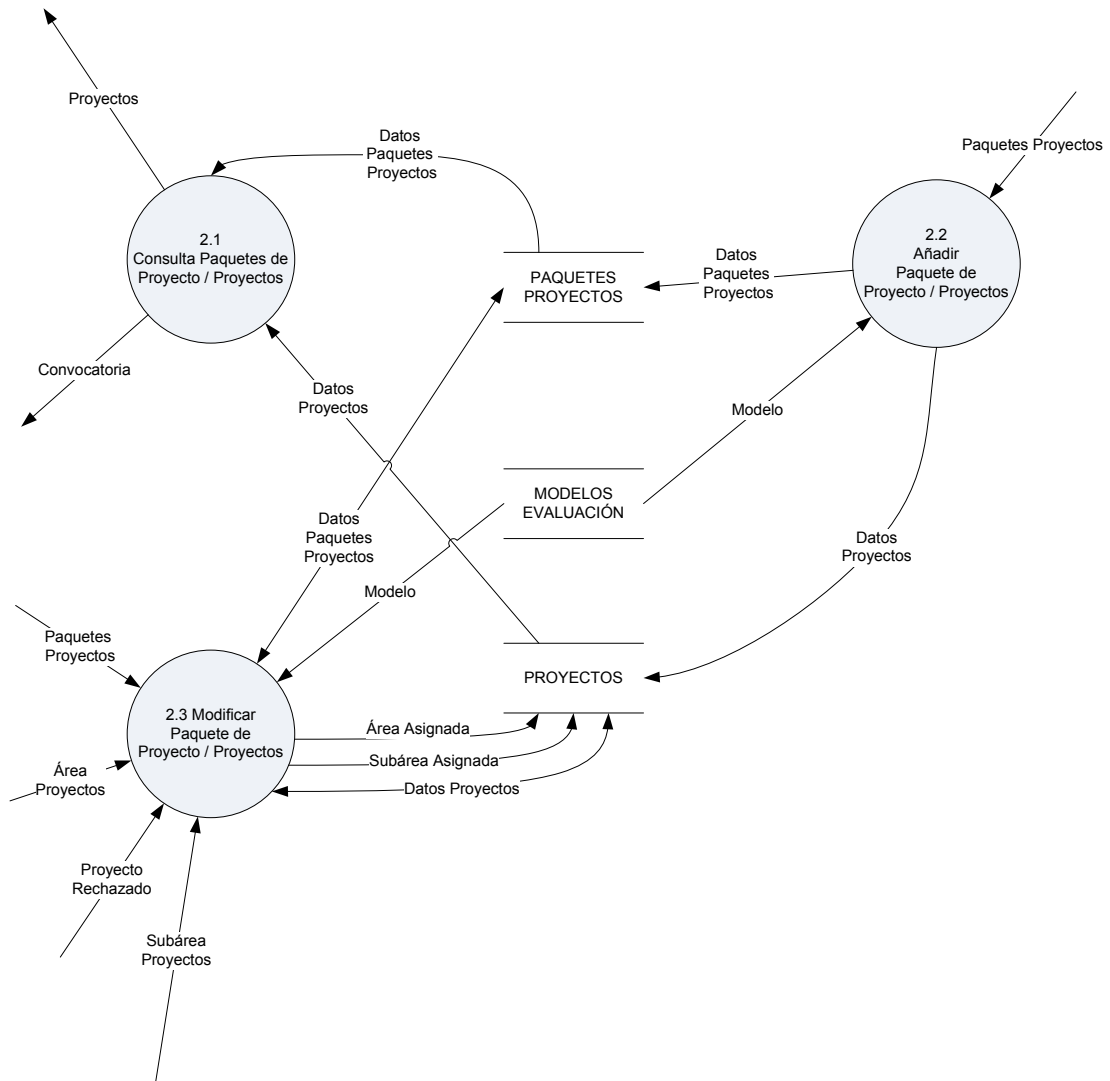 Proyectos
Datos
Paquetes
Proyectos
Paquetes Proyectos
2.1
Consulta Paquetes de
Proyecto / Proyectos
PAQUETES
PROYECTOS
Datos
Paquetes
Proyectos
2.2
Añadir
Paquete de
Proyecto / Proyectos
Convocatoria
Datos
Proyectos
Modelo
MODELOS
EVALUACIÓN
Datos
Paquetes
Proyectos
Datos
Proyectos
Modelo
Paquetes
Proyectos
PROYECTOS
2.3 Modificar
Paquete de
Proyecto / Proyectos
Área Asignada
Subárea Asignada
Datos Proyectos
Área
Proyectos
Proyecto
Rechazado
Subárea
Proyectos